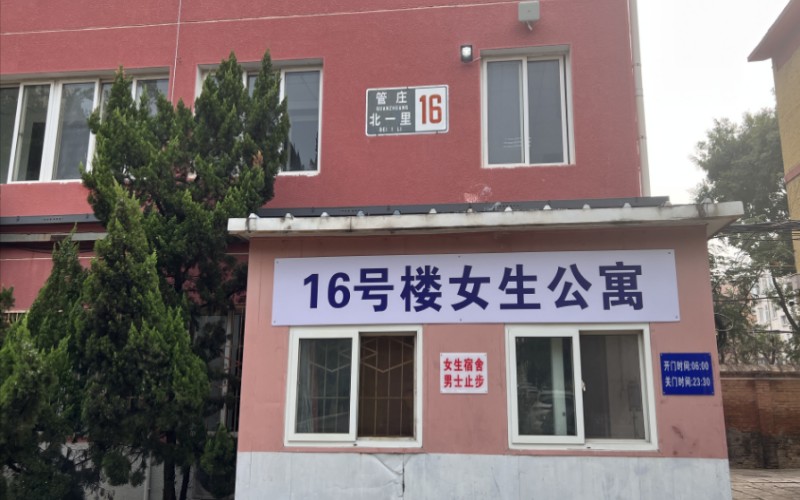 管庄
GUANZHUANG
北一里
BEI YI LI
16
16号楼女生公寓
女生宿舍
男士止步
开门时间:06:00
关门时间:23:30